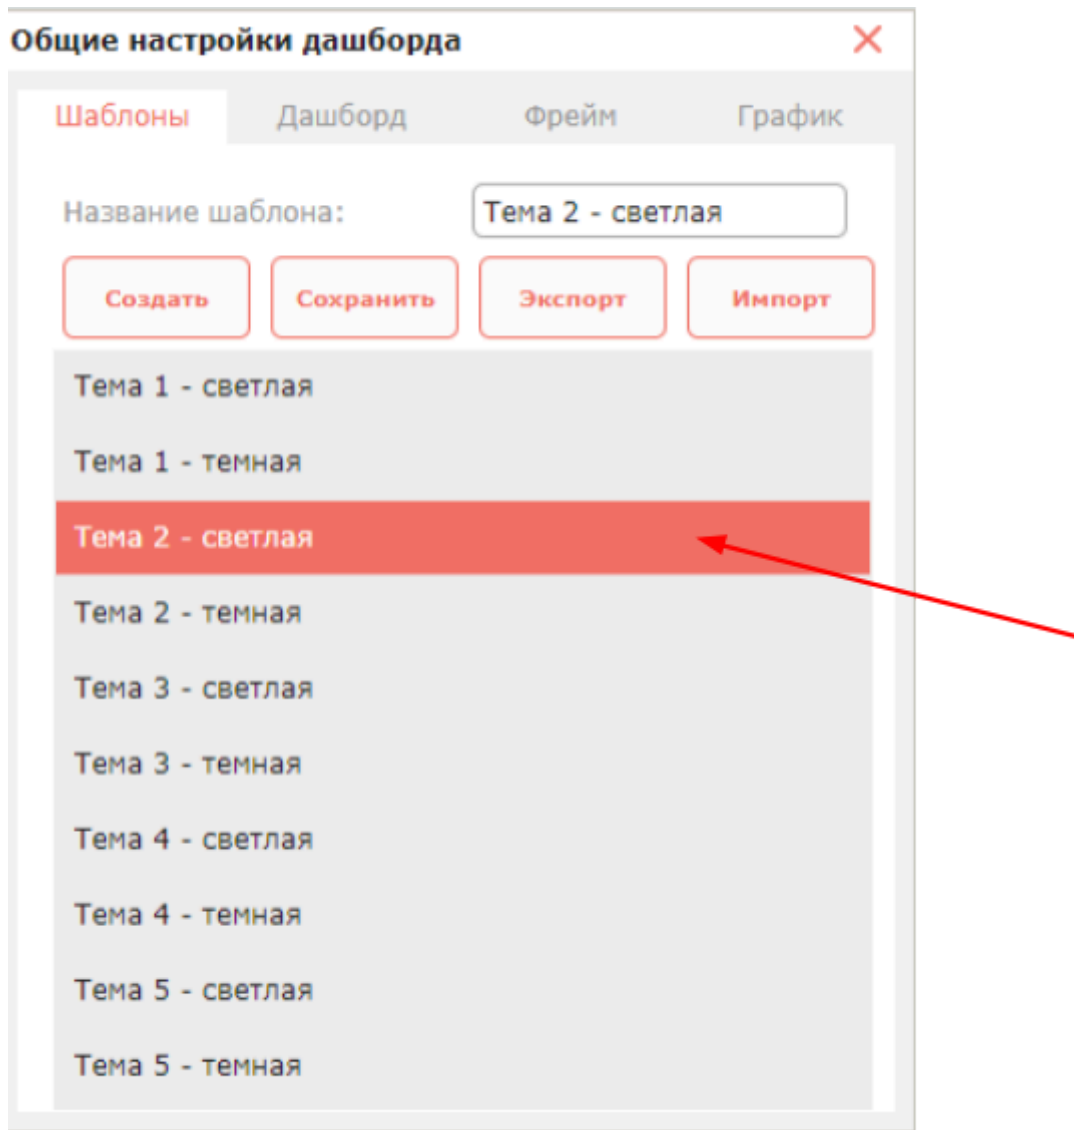 Общие настройки дашборда
Шаблоны Дашборд Фрейм График
Название шаблона: Тема 2 - светлая
Создать Сохранить Экспорт Импорт
Тема 1 - светлая
Тема 1 - темная
Тема 2 - светлая
Тема 2 - темная
Тема 3 - светлая
Тема 3 - темная
Тема 4 - светлая
Тема 4 - темная
Тема 5 - светлая
Тема 5 - темная